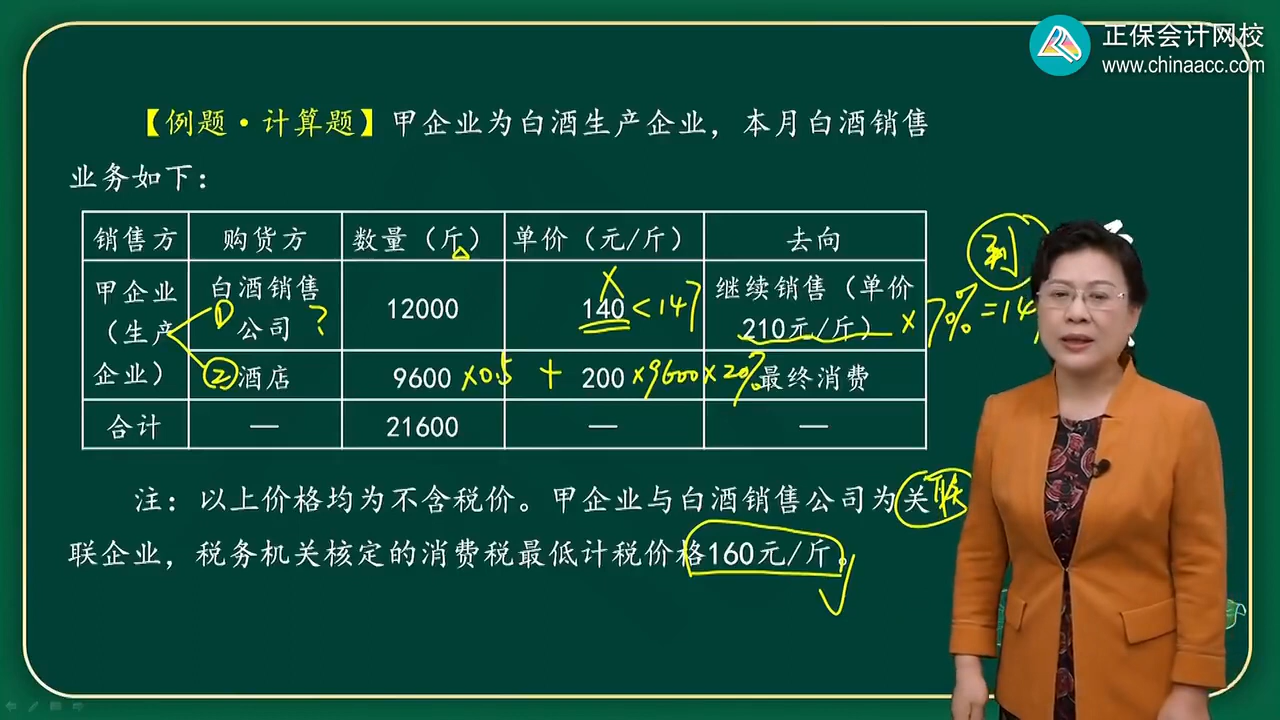 正保会计网校
www.chinaacc.com
【例题·计算题】甲企业为白酒生产企业，本月白酒销售
业务如下：
销售方 购货方 数量（斤） 单价（元/斤） 去向
甲企业（生产企业） ① 白酒销售公司 ? 12000 140 <147 继续销售（单价210元/斤） ×70%=14
② 酒店 9600 ×0.5 + 200 ×9600×20% 最终消费
合计 — 21600 — —
注：以上价格均为不含税价。甲企业与白酒销售公司为关
联
联企业，税务机关核定的消费税最低计税价格160元/斤。